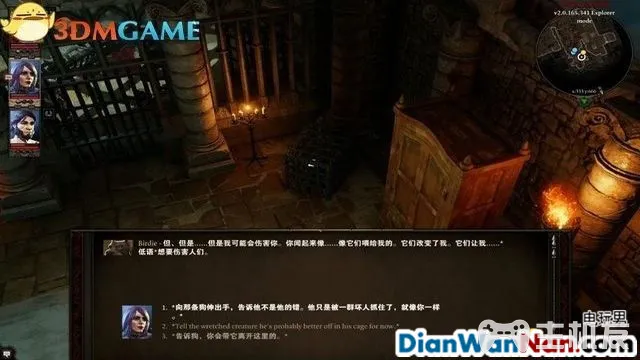 3DMGAME
v2.0.165.341 Explorer
mode
Birdie - 但、但是......但是我可能会伤害你。你闻起来像......像它们喂给我的。它们改变了我。它们让我......*
低语*想要伤害人们。
1. *向那条狗伸出手，告诉他不是他的错。他只是被一群坏人抓住了，就像你一样
。*
2. *Tell the wretched creature he's probably better off in his cage for now.*
3. *告诉狗，你会带它离开这里的。*
电玩男
DianWanNan.com